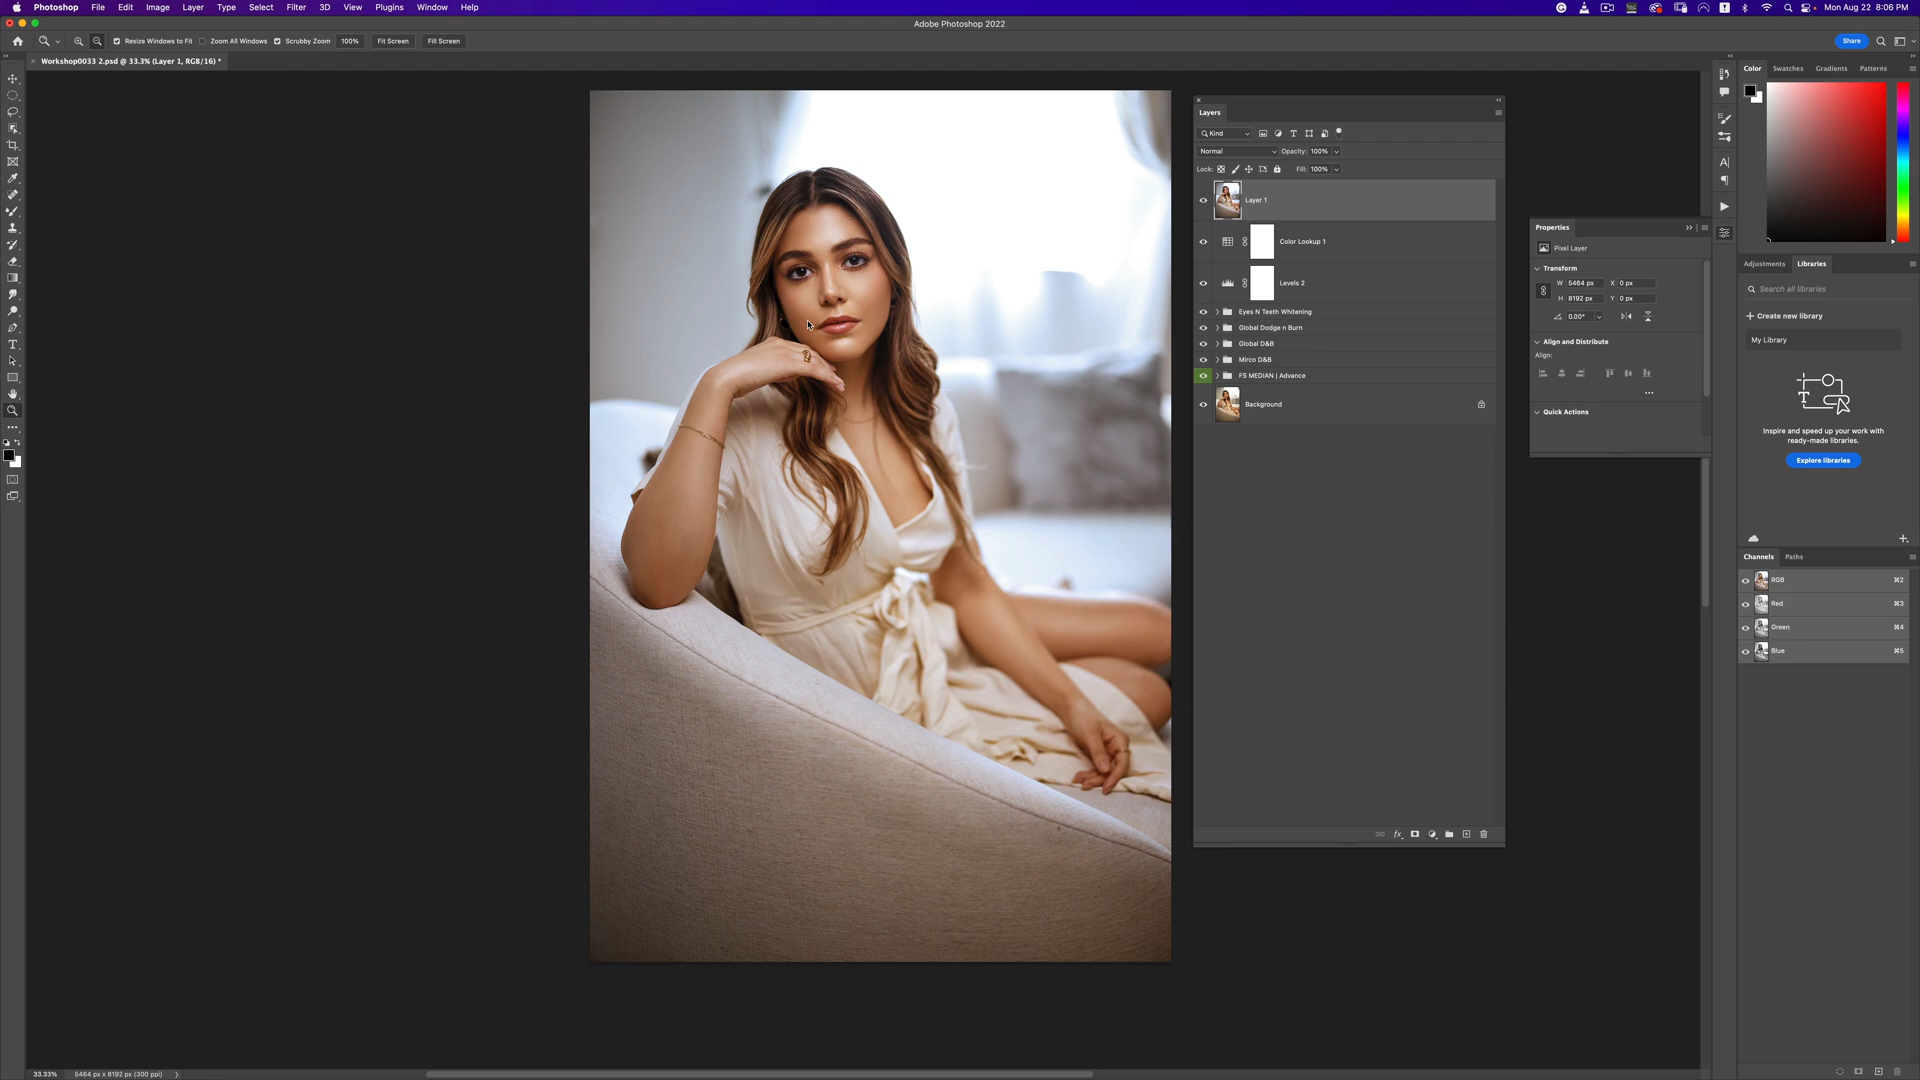 Photoshop File Edit Image Layer Type Select Filter 3D View Plugins Window Help Mon Aug 22 8:06 PM
Adobe Photoshop 2022
Resize Windows to Fit Zoom All Windows Scrubby Zoom 100% Fit Screen Fill Screen Share
× Workshop0033 2.psd @ 33.3% (Layer 1, RGB/16) *
Color Swatches Gradients Patterns
Layers
Kind
Normal Opacity: 100%
Lock: Fill: 100%
Layer 1
Color Lookup 1
Levels 2
Eyes N Teeth Whitening
Global Dodge n Burn
Global D&B
Mirco D&B
FS MEDIAN | Advance
Background
fx
Properties
Pixel Layer
Transform
W 5464 px X 0 px
H 8192 px Y 0 px
0.00°
Align and Distribute
Align:
Quick Actions
Adjustments Libraries
Search all libraries
+ Create new library
My Library
Inspire and speed up your work with
ready-made libraries.
Explore libraries
Channels Paths
RGB ⌘2
Red ⌘3
Green ⌘4
Blue ⌘5
33.33% 5464 px x 8192 px (300 ppi)